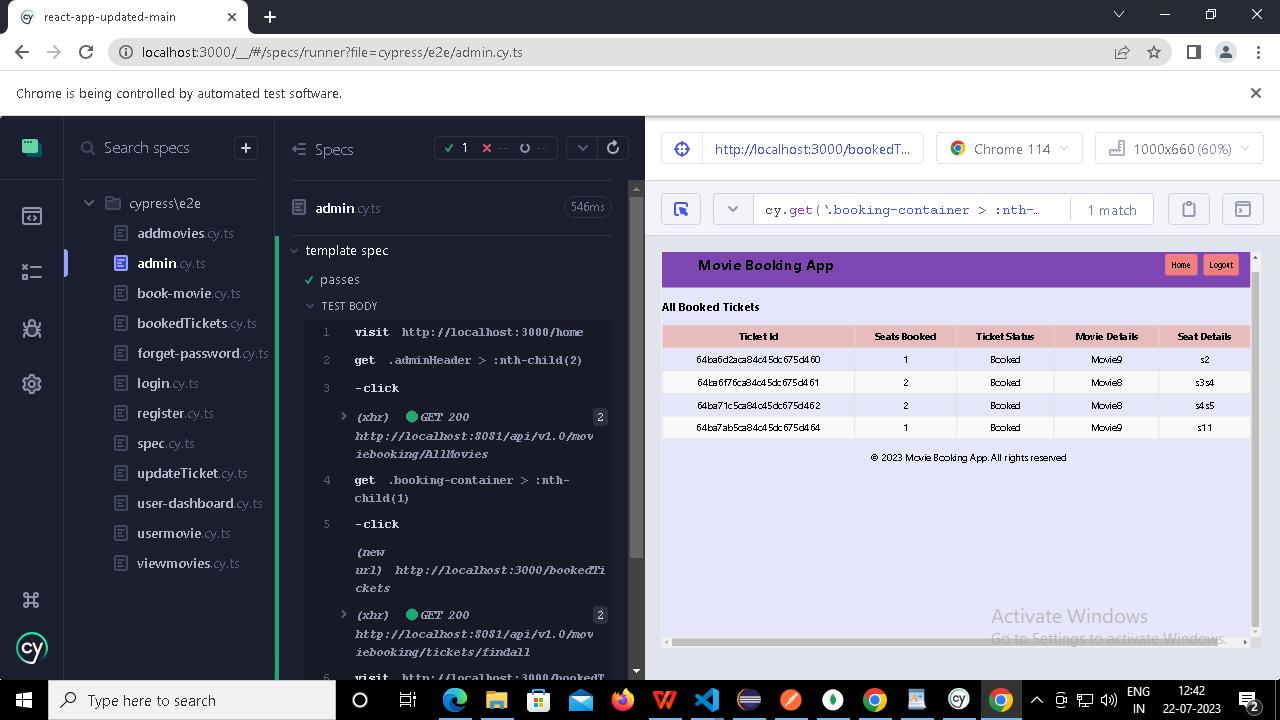 react-app-updated-main
localhost:3000/__/#/specs/runner?file=cypress/e2e/admin.cy.ts
Chrome is being controlled by automated test software.
Search specs
cypress\e2e
addmovies.cy.ts
admin.cy.ts
book-movie.cy.ts
bookedTickets.cy.ts
forget-password.cy.ts
login.cy.ts
register.cy.ts
spec.cy.ts
updateTicket.cy.ts
user-dashboard.cy.ts
usermovie.cy.ts
viewmovies.cy.ts
cy
Specs
1 -- --
admin.cy.ts 546ms
template spec
passes
TEST BODY
1 visit http://localhost:3000/home
2 get .adminHeader > :nth-child(2)
3 -click
(xhr) GET 200 2
http://localhost:8081/api/v1.0/mov
iebooking/AllMovies
4 get .booking-container > :nth-
child(1)
5 -click
(new
url) http://localhost:3000/bookedTi
ckets
(xhr) GET 200 2
http://localhost:8081/api/v1.0/mov
iebooking/tickets/findall
6 visit http://localhost:3000/bookedT
http://localhost:3000/bookedT...
Chrome 114
1000x660 (60%)
cy.get('.booking-container > :nth-…
1 match
Movie Booking App
Home Logout
All Booked Tickets
Ticket Id Seats Booked Ticket Status Movie Details Seat Details
1 Booked Movie9 s2
2 Booked Movie8 s3s4
2 Booked Movie8 s4s5
64ba7ab5ca84c45dc675d464 1 Booked Movie9 s11
© 2023 Movie Booking App. All rights reserved
Activate Windows
Go to Settings to activate Windows.
Type here to search
ENG
IN
12:42
22-07-2023
2